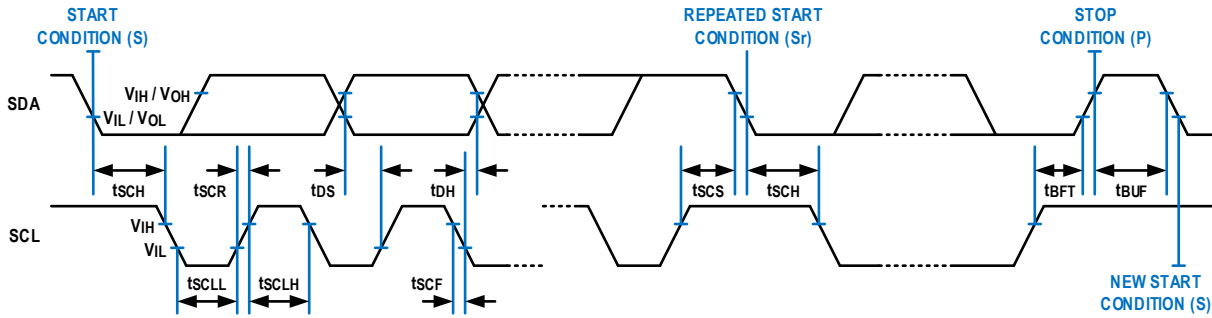 START
CONDITION (S)
REPEATED START
CONDITION (Sr)
STOP
CONDITION (P)
SDA
VIH / VOH
VIL / VOL
tSCH
tSCR
tDS
tDH
tSCS
tSCH
tBFT
tBUF
SCL
VIH
VIL
tSCLL
tSCLH
tSCF
NEW START
CONDITION (S)